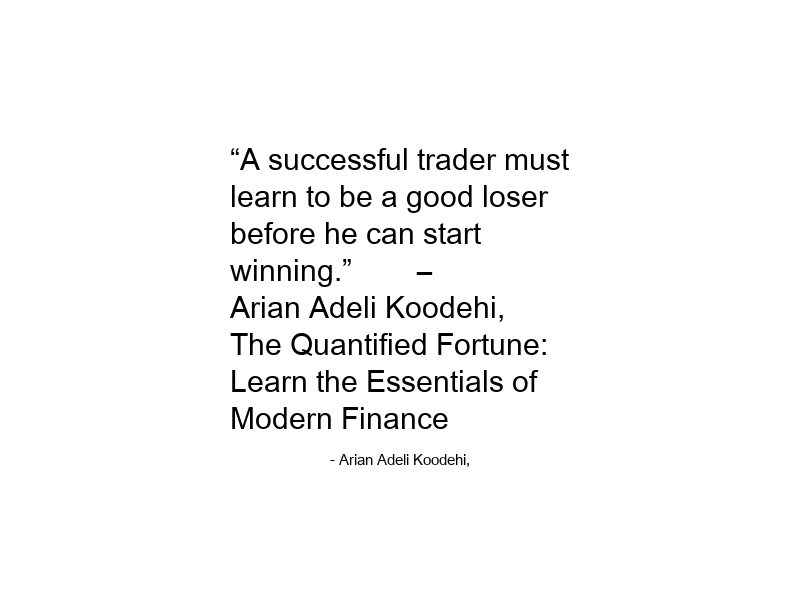 “A successful trader must
learn to be a good loser
before he can start
winning.” –
Arian Adeli Koodehi,
The Quantified Fortune:
Learn the Essentials of
Modern Finance
- Arian Adeli Koodehi,